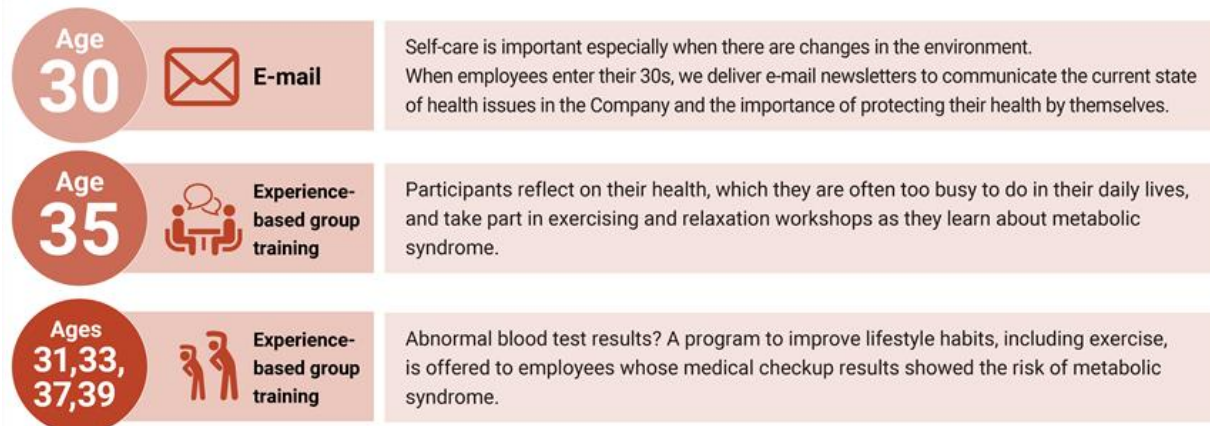 Age
30
E-mail
Self-care is important especially when there are changes in the environment.
When employees enter their 30s, we deliver e-mail newsletters to communicate the current state
of health issues in the Company and the importance of protecting their health by themselves.
Age
35
Experience-
based group
training
Participants reflect on their health, which they are often too busy to do in their daily lives,
and take part in exercising and relaxation workshops as they learn about metabolic
syndrome.
Ages
31,33,
37,39
Experience-
based group
training
Abnormal blood test results? A program to improve lifestyle habits, including exercise,
is offered to employees whose medical checkup results showed the risk of metabolic
syndrome.